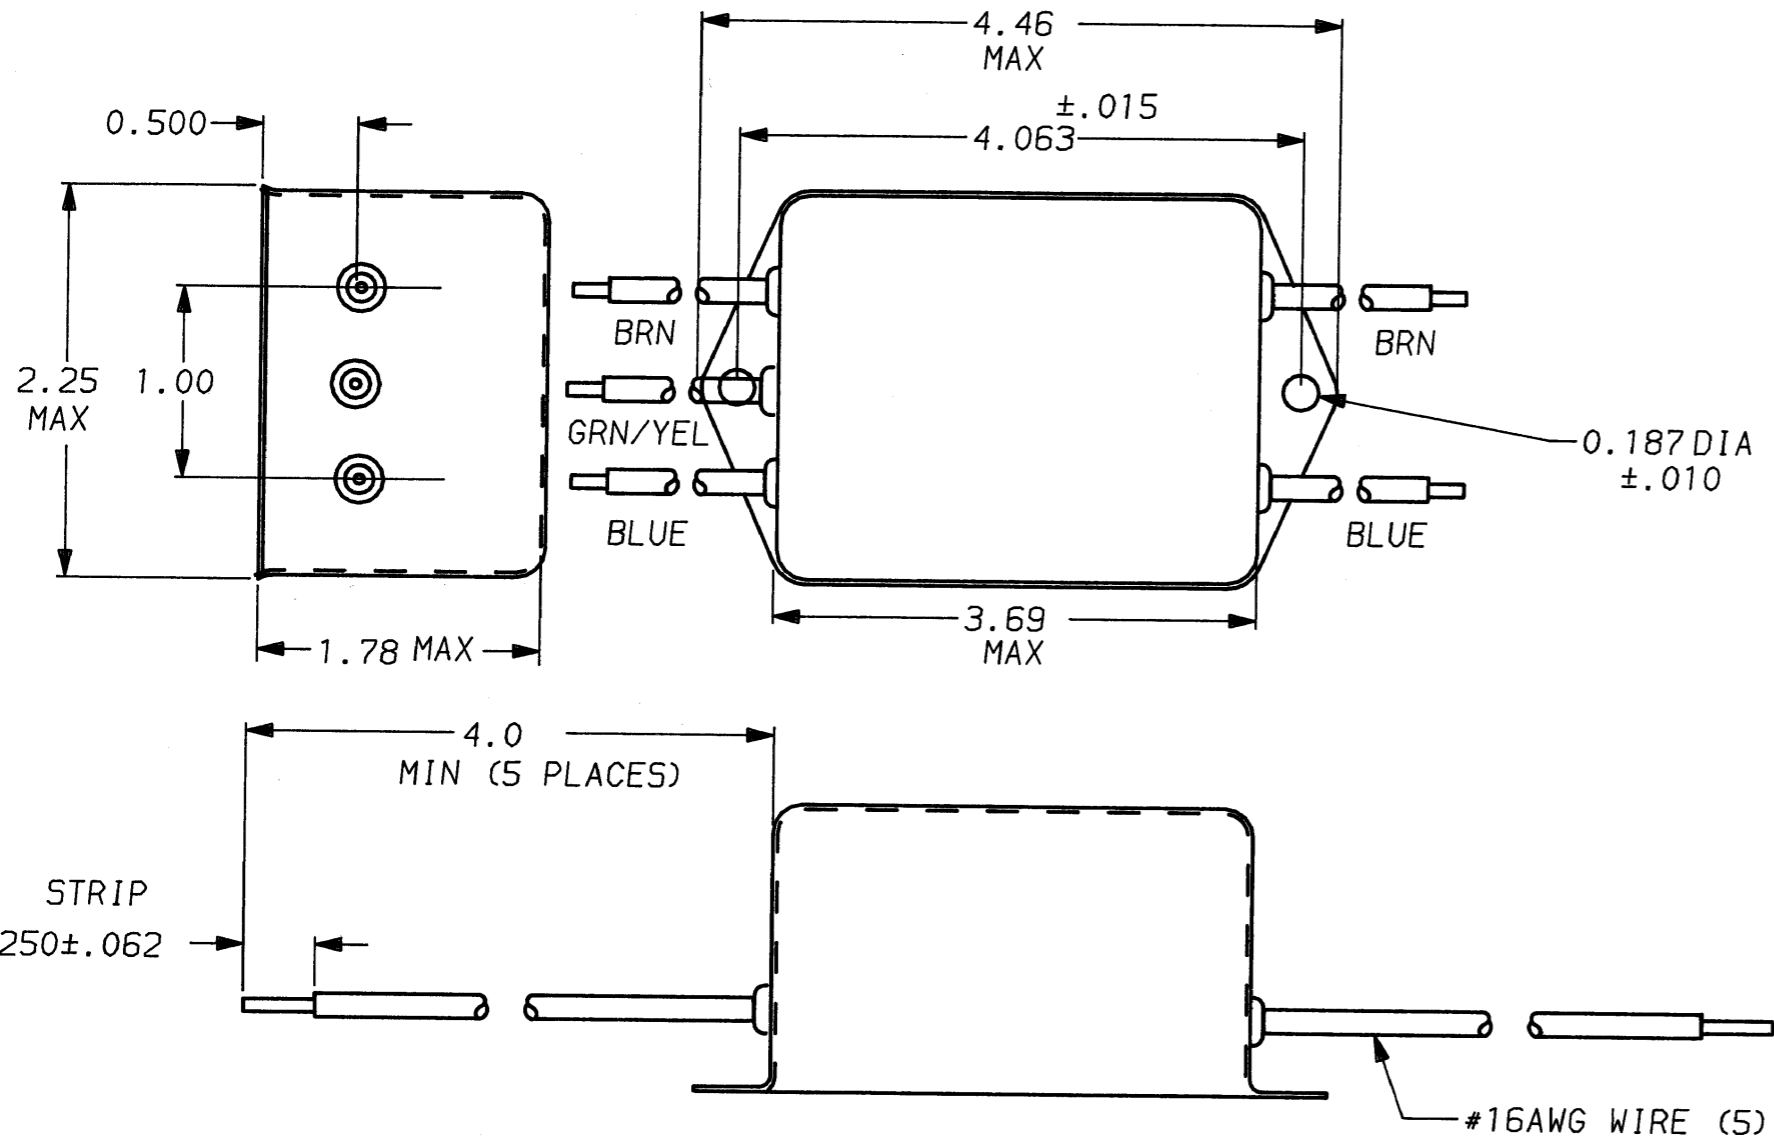 4.46
MAX
±.015
4.063
0.500
2.25
MAX
1.00
BRN
GRN/YEL
BLUE
BRN
BLUE
0.187 DIA
±.010
3.69
MAX
1.78 MAX
4.0
MIN (5 PLACES)
STRIP
250±.062
#16AWG WIRE (5)